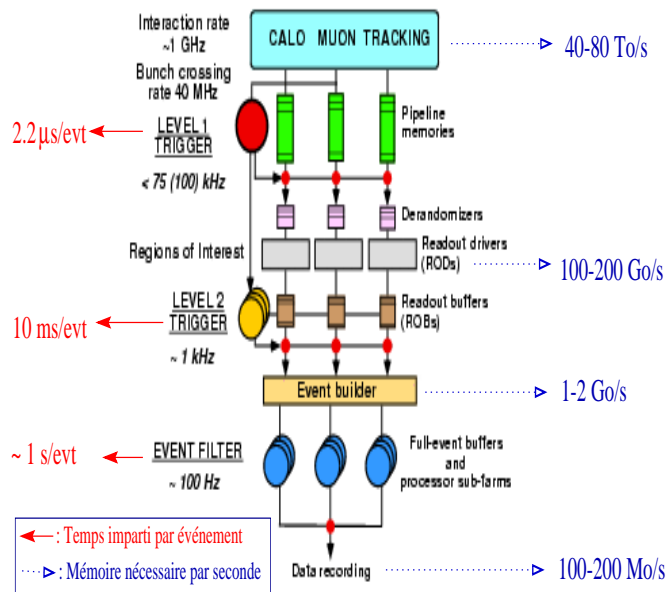 Interaction rate
~1 GHz
CALO MUON TRACKING
40-80 To/s
Bunch crossing
rate 40 MHz
Pipeline
memories
2.2μs/evt
LEVEL 1
TRIGGER
< 75 (100) kHz
Derandomizers
Regions of Interest
Readout drivers
(RODs)
100-200 Go/s
LEVEL 2
TRIGGER
10 ms/evt
Readout buffers
(ROBs)
~ 1 kHz
Event builder
1-2 Go/s
~ 1 s/evt
EVENT FILTER
~ 100 Hz
Full-event buffers
and
processor sub-farms
: Temps imparti par événement
: Mémoire nécessaire par seconde
Data recording
100-200 Mo/s